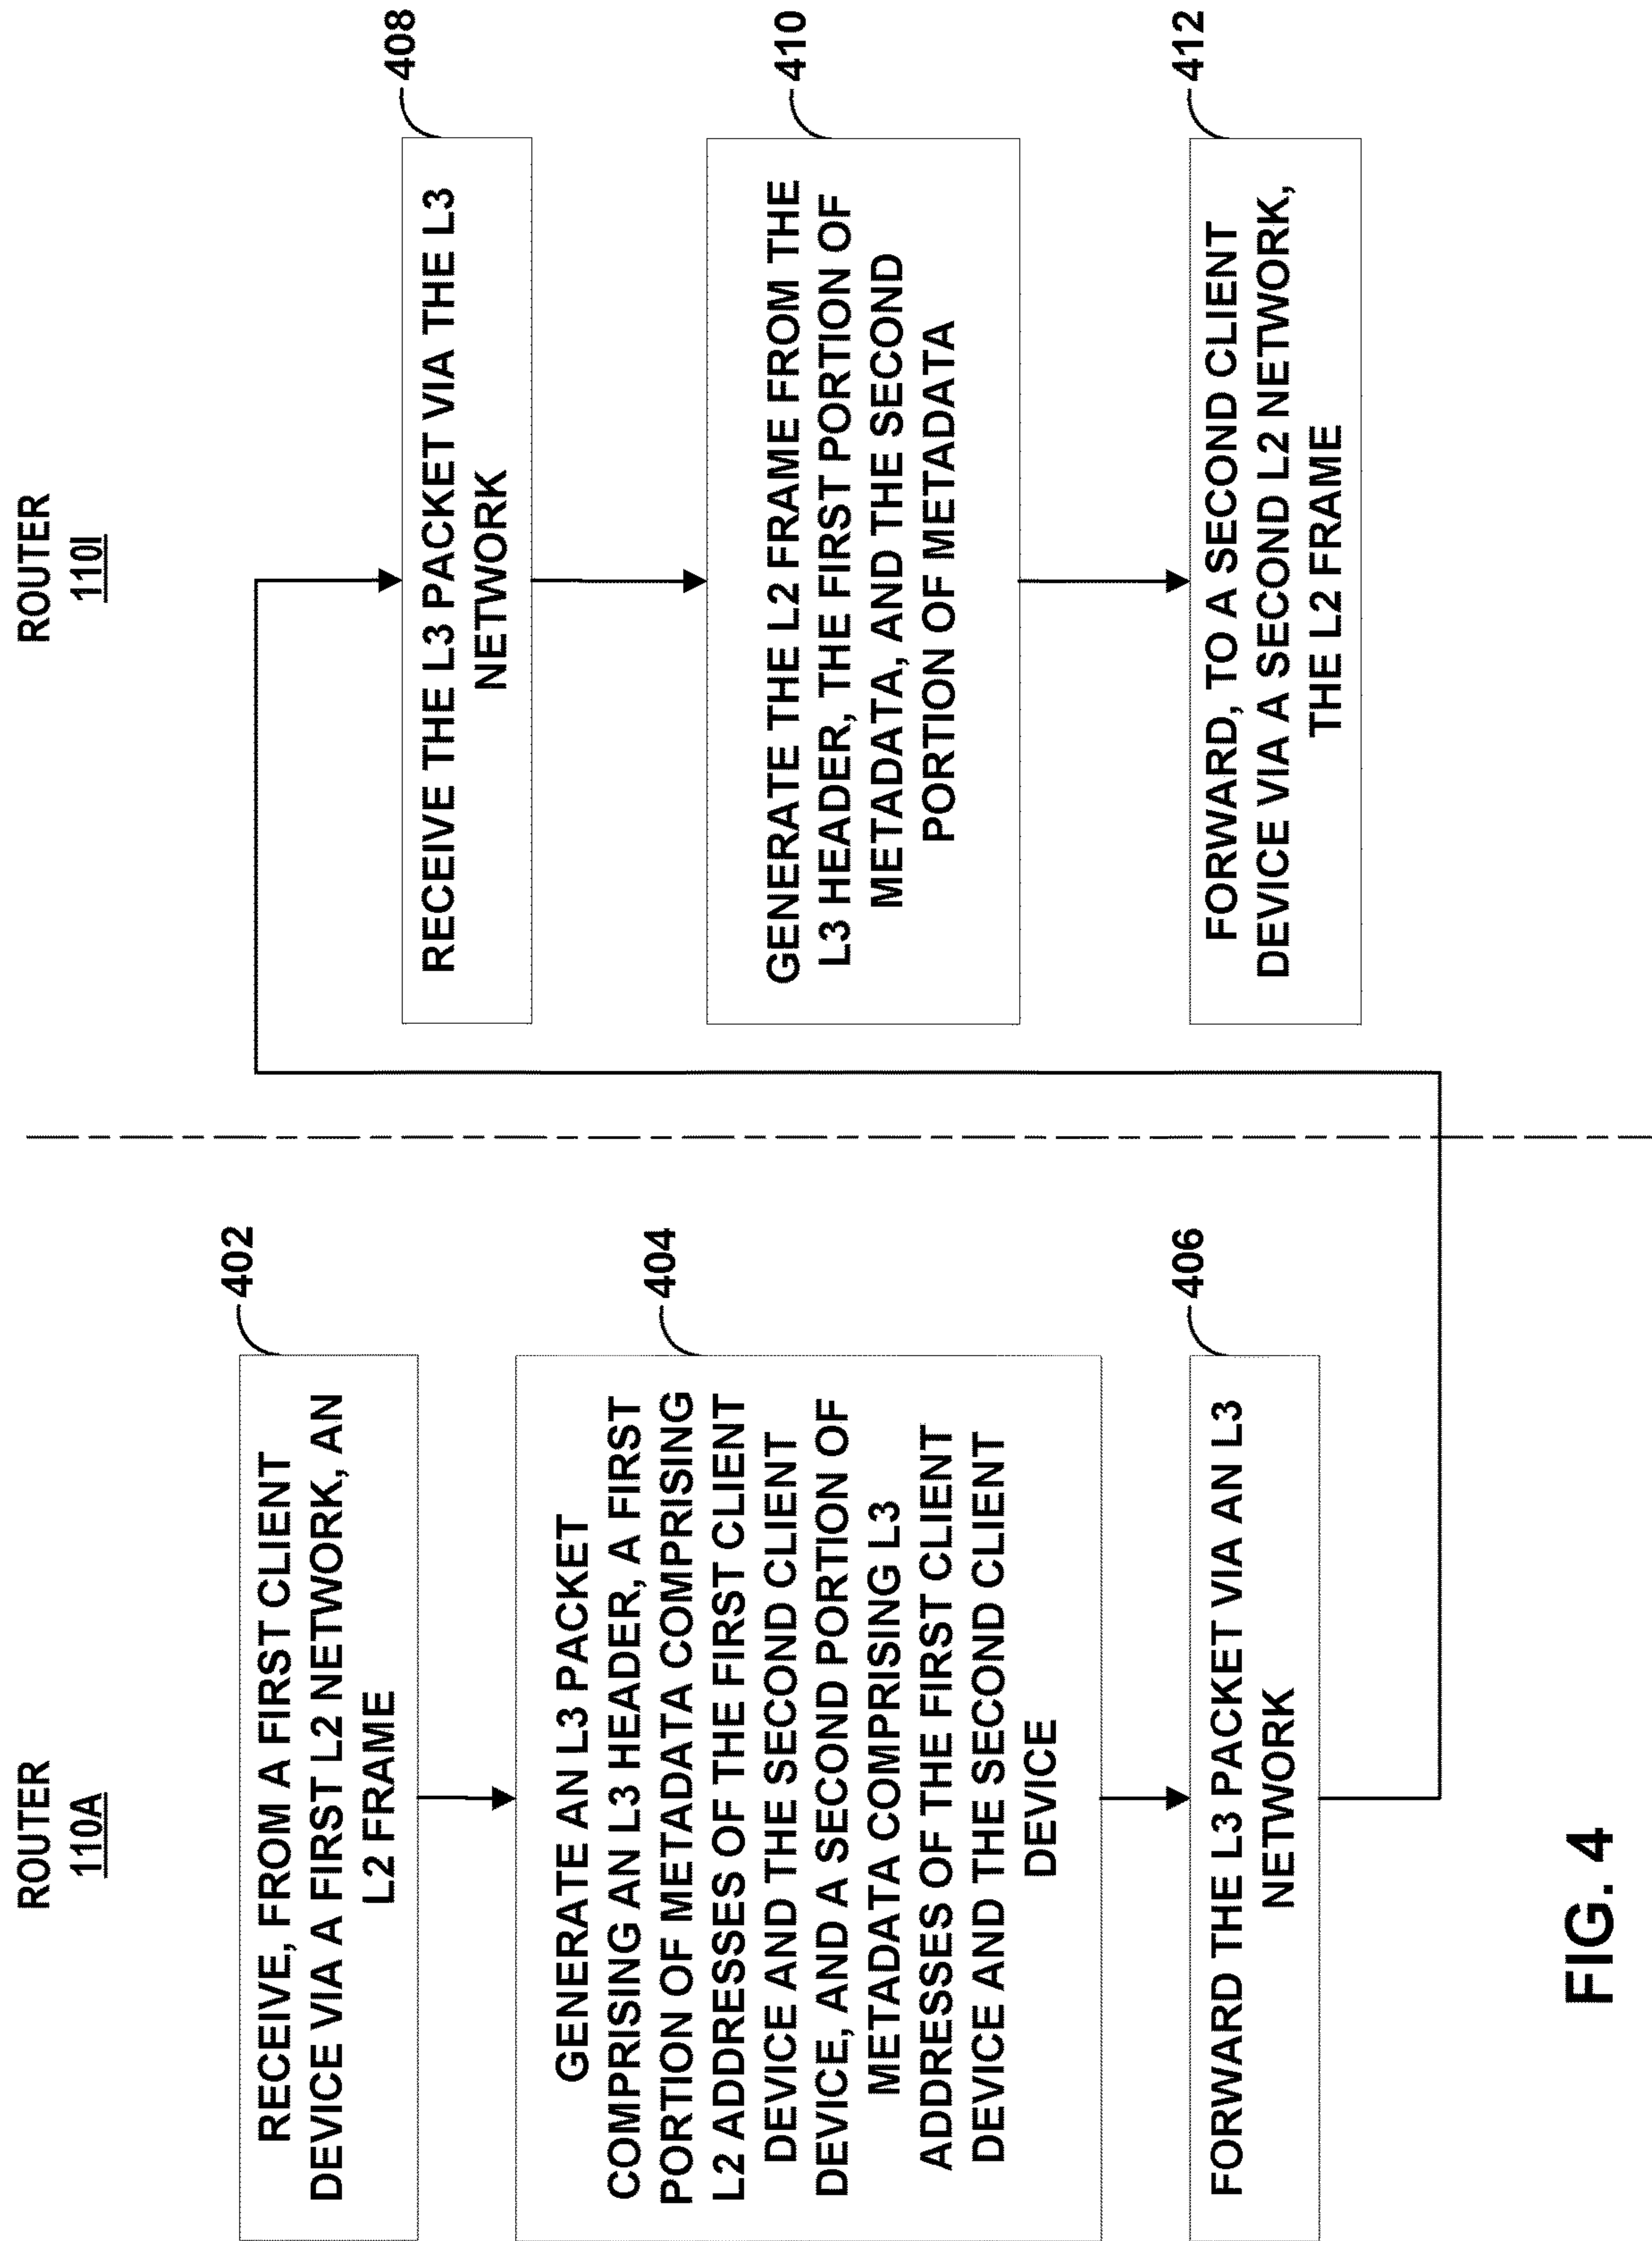 ROUTER
110A
RECEIVE, FROM A FIRST CLIENT
DEVICE VIA A FIRST L2 NETWORK, AN
L2 FRAME
402
GENERATE AN L3 PACKET
COMPRISING AN L3 HEADER, A FIRST
PORTION OF METADATA COMPRISING
L2 ADDRESSES OF THE FIRST CLIENT
DEVICE AND THE SECOND CLIENT
DEVICE, AND A SECOND PORTION OF
METADATA COMPRISING L3
ADDRESSES OF THE FIRST CLIENT
DEVICE AND THE SECOND CLIENT
DEVICE
404
FORWARD THE L3 PACKET VIA AN L3
NETWORK
406
ROUTER
110I
RECEIVE THE L3 PACKET VIA THE L3
NETWORK
408
GENERATE THE L2 FRAME FROM THE
L3 HEADER, THE FIRST PORTION OF
METADATA, AND THE SECOND
PORTION OF METADATA
410
FORWARD, TO A SECOND CLIENT
DEVICE VIA A SECOND L2 NETWORK,
THE L2 FRAME
412
FIG. 4